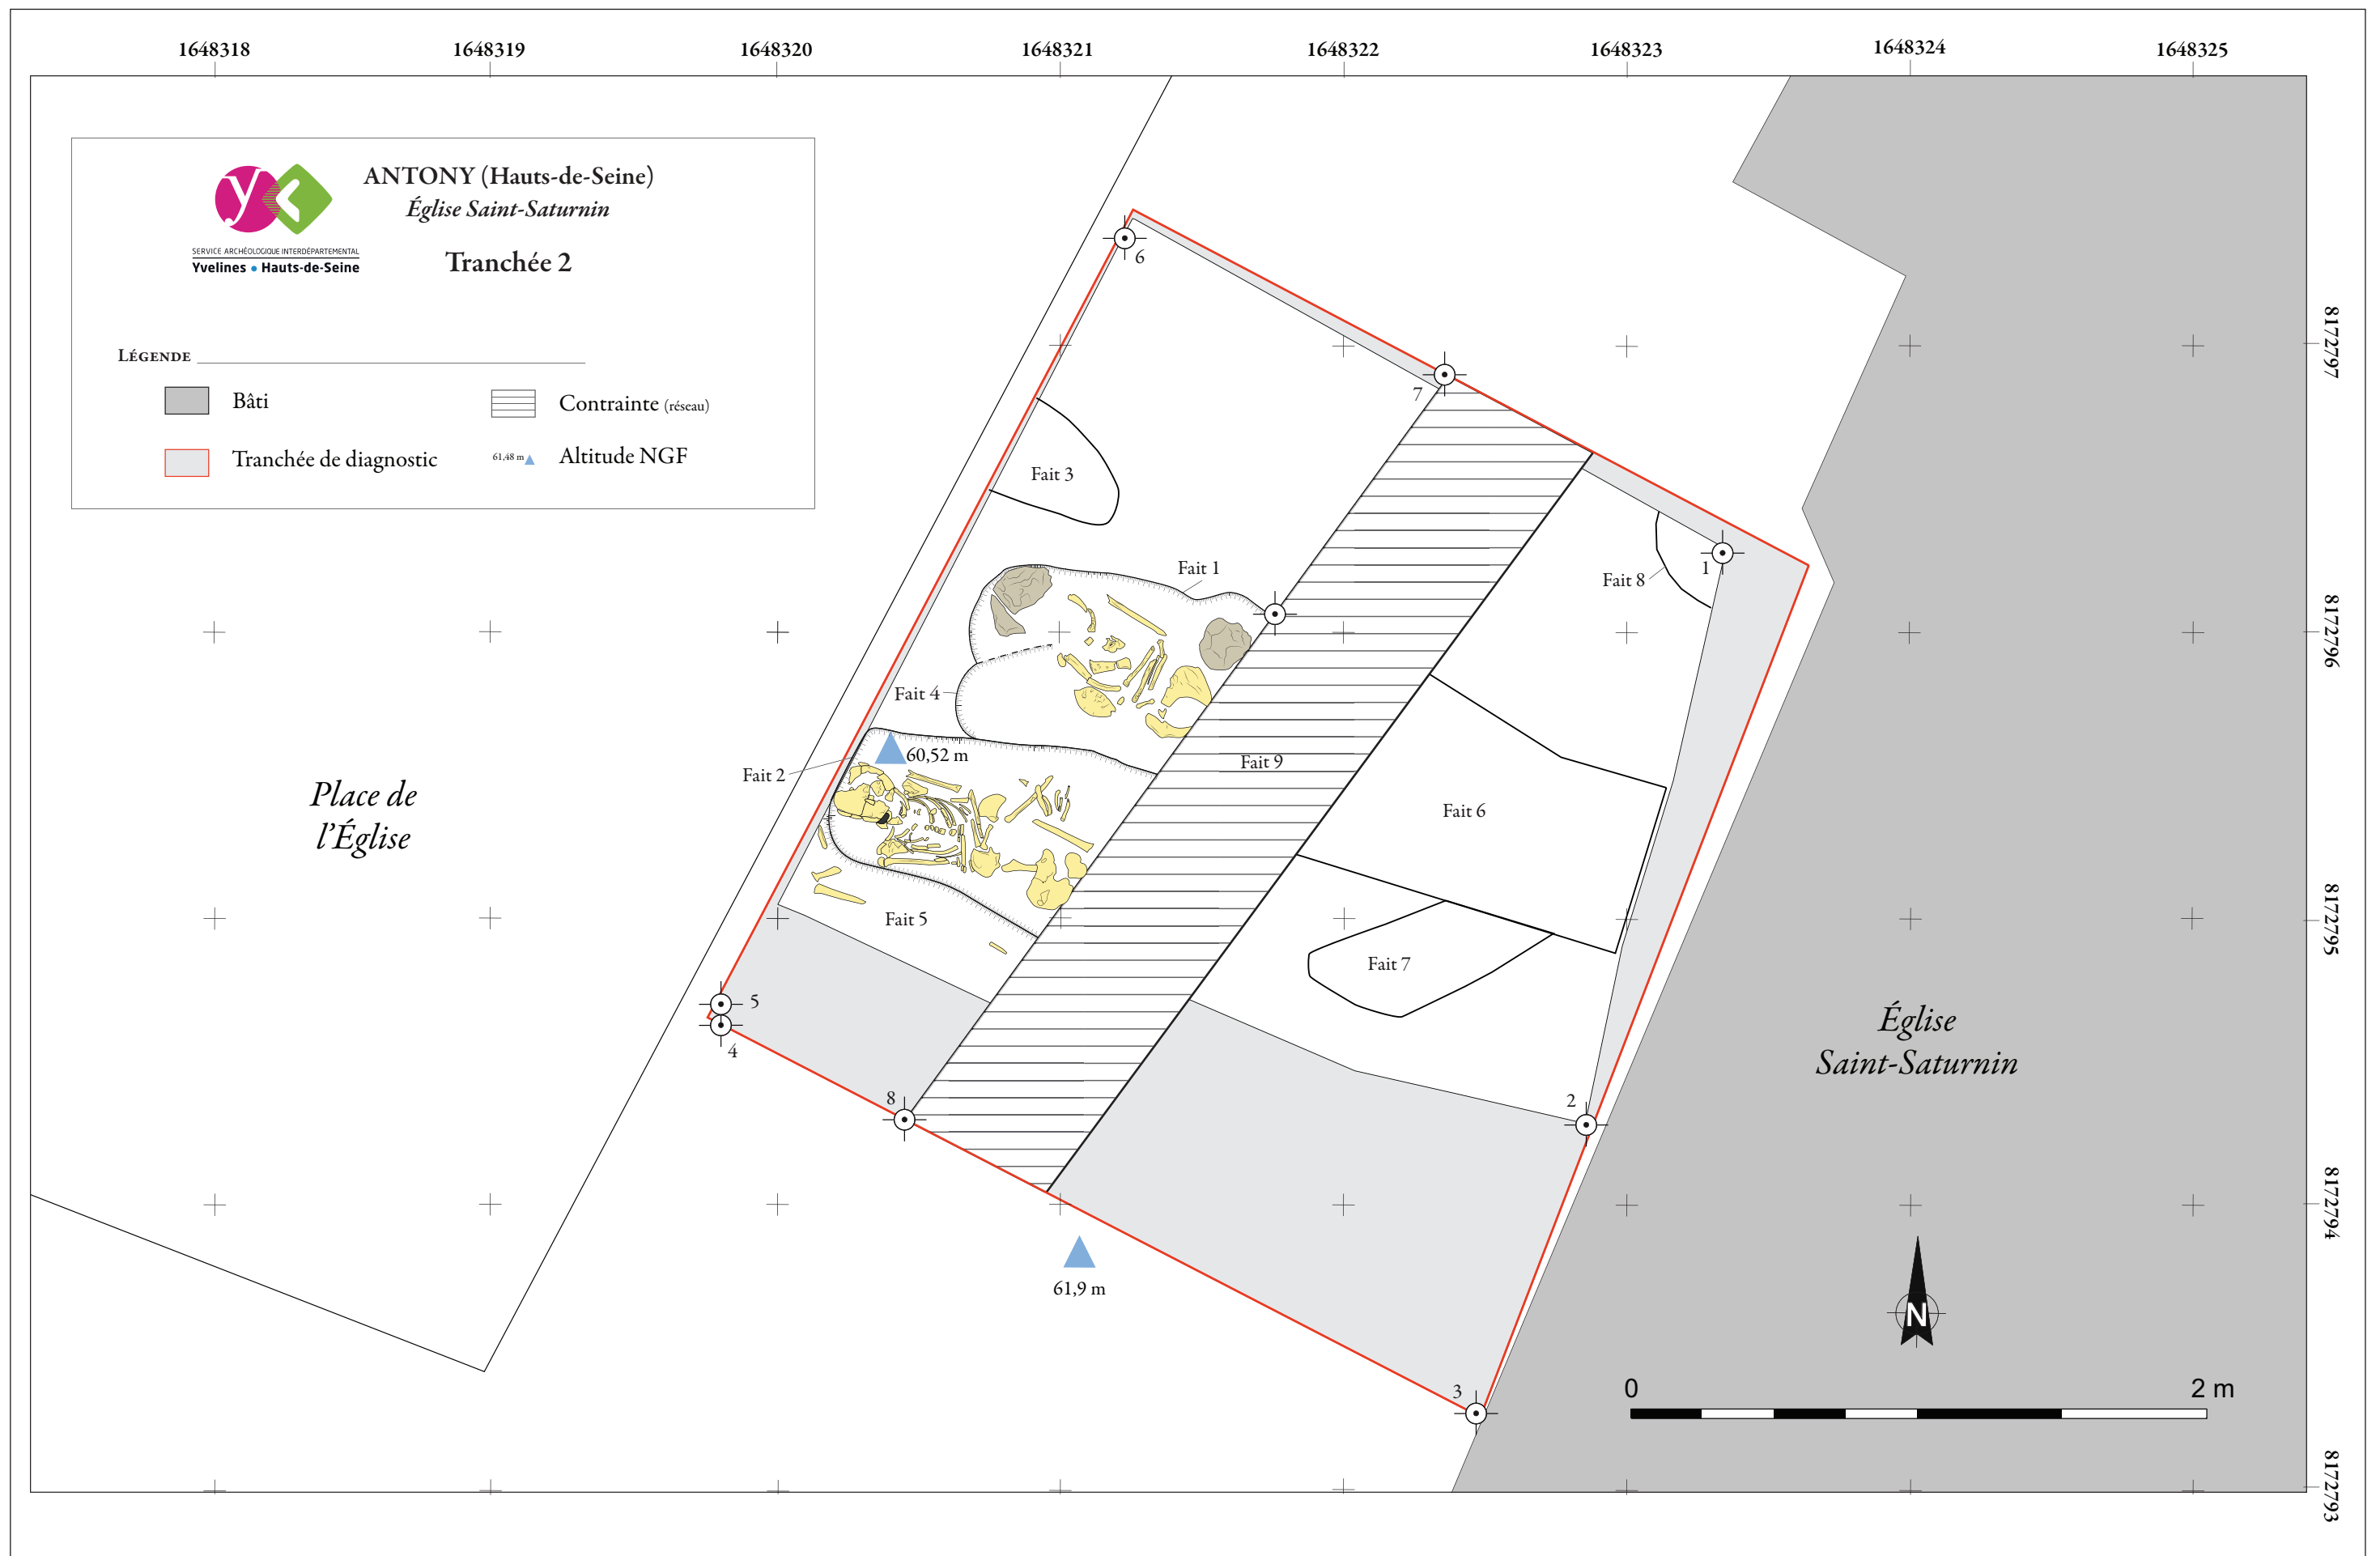 1648318 1648319 1648320 1648321 1648322 1648323 1648324 1648325
ANTONY (Hauts-de-Seine)
Église Saint-Saturnin
Tranchée 2
yc
SERVICE ARCHÉOLOGIQUE INTERDÉPARTEMENTAL
Yvelines • Hauts-de-Seine
LÉGENDE
Bâti
Contrainte (réseau)
Tranchée de diagnostic
61,48 m
Altitude NGF
6
7
Fait 3
Fait 1
Fait 8
1
Fait 4
60,52 m
Fait 2
Fait 9
Fait 6
Place de
l'Église
Fait 5
Fait 7
5
4
8
2
Église
Saint-Saturnin
61,9 m
3
N
0 2 m
8172797
8172796
8172795
8172794
8172793